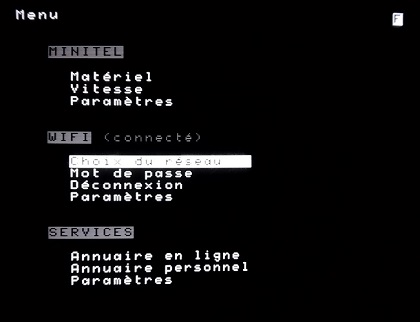 Menu
F
MINITEL
Matériel
Vitesse
Paramètres
WIFI (connecté)
Choix du réseau
Mot de passe
Déconnexion
Paramètres
SERVICES
Annuaire en ligne
Annuaire personnel
Paramètres